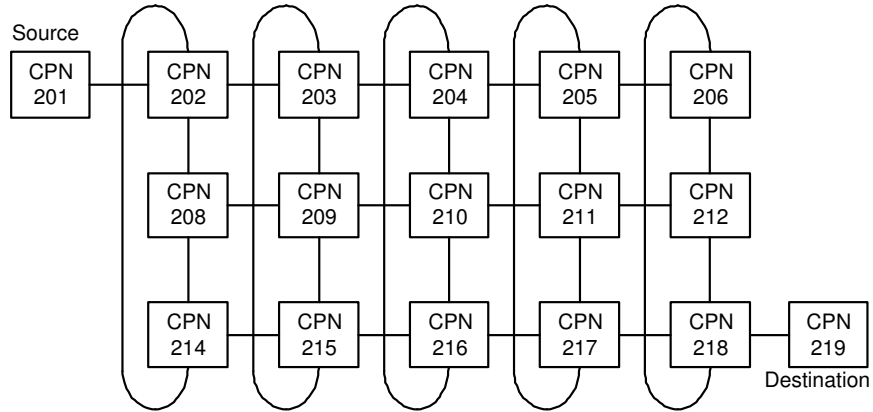 Source
CPN
201
CPN
202
CPN
203
CPN
204
CPN
205
CPN
206
CPN
208
CPN
209
CPN
210
CPN
211
CPN
212
CPN
214
CPN
215
CPN
216
CPN
217
CPN
218
CPN
219
Destination